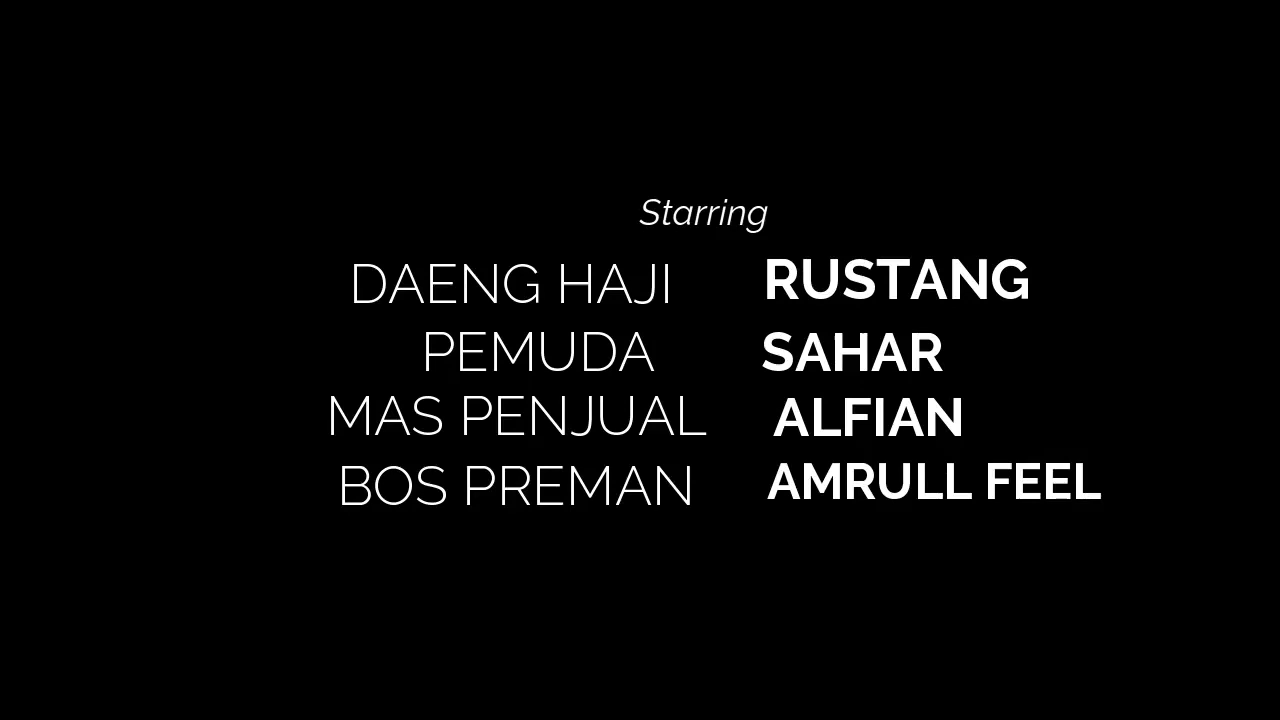 Starring
DAENG HAJI RUSTANG
PEMUDA SAHAR
MAS PENJUAL ALFIAN
BOS PREMAN AMRULL FEEL